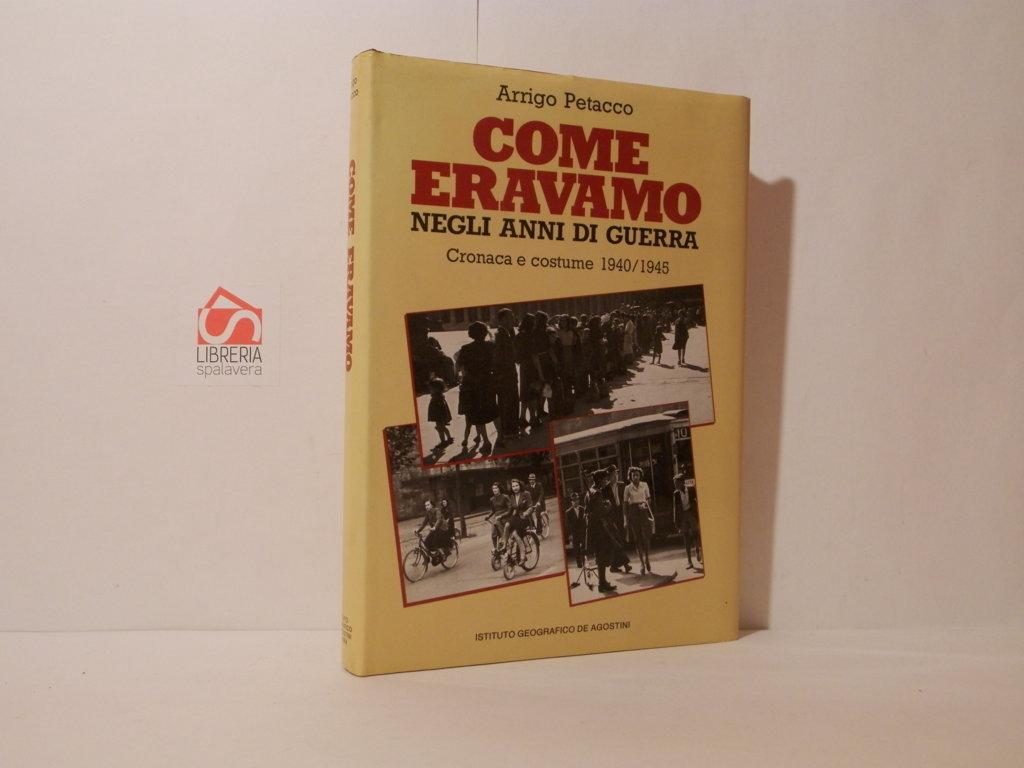 Arrigo Petacco
COME
ERAVAMO
NEGLI ANNI DI GUERRA
Cronaca e costume 1940/1945
ISTITUTO GEOGRAFICO DE AGOSTINI
COME ERAVAMO
LIBRERIA
spalavera